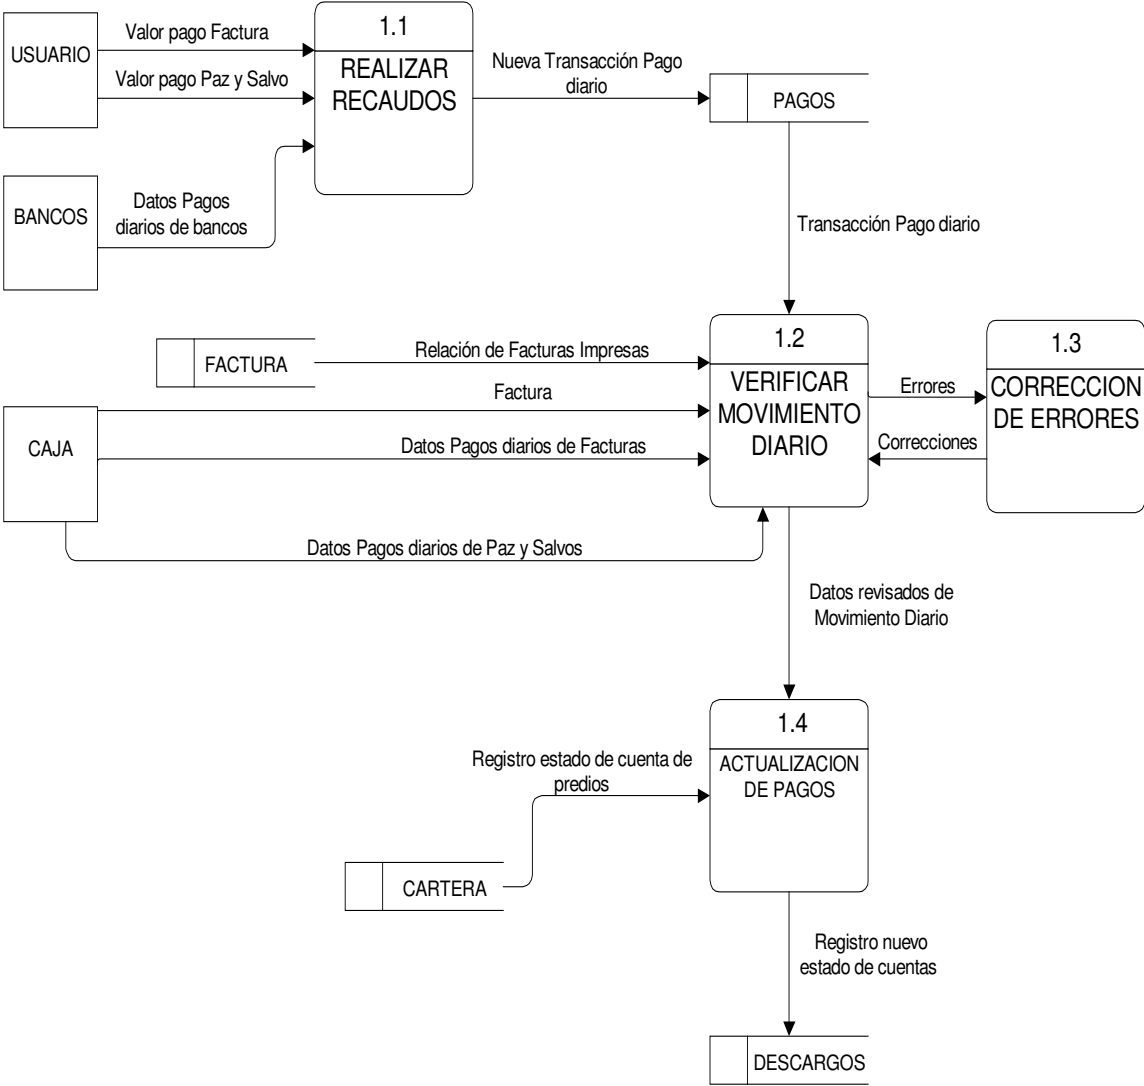 USUARIO
Valor pago Factura
Valor pago Paz y Salvo
1.1
REALIZAR
RECAUDOS
Nueva Transacción Pago
diario
PAGOS
BANCOS
Datos Pagos
diarios de bancos
Transacción Pago diario
FACTURA
Relación de Facturas Impresas
1.2
VERIFICAR
MOVIMIENTO
DIARIO
1.3
CORRECCION
DE ERRORES
Errores
Correcciones
CAJA
Factura
Datos Pagos diarios de Facturas
Datos Pagos diarios de Paz y Salvos
Datos revisados de
Movimiento Diario
1.4
ACTUALIZACION
DE PAGOS
Registro estado de cuenta de
predios
CARTERA
Registro nuevo
estado de cuentas
DESCARGOS